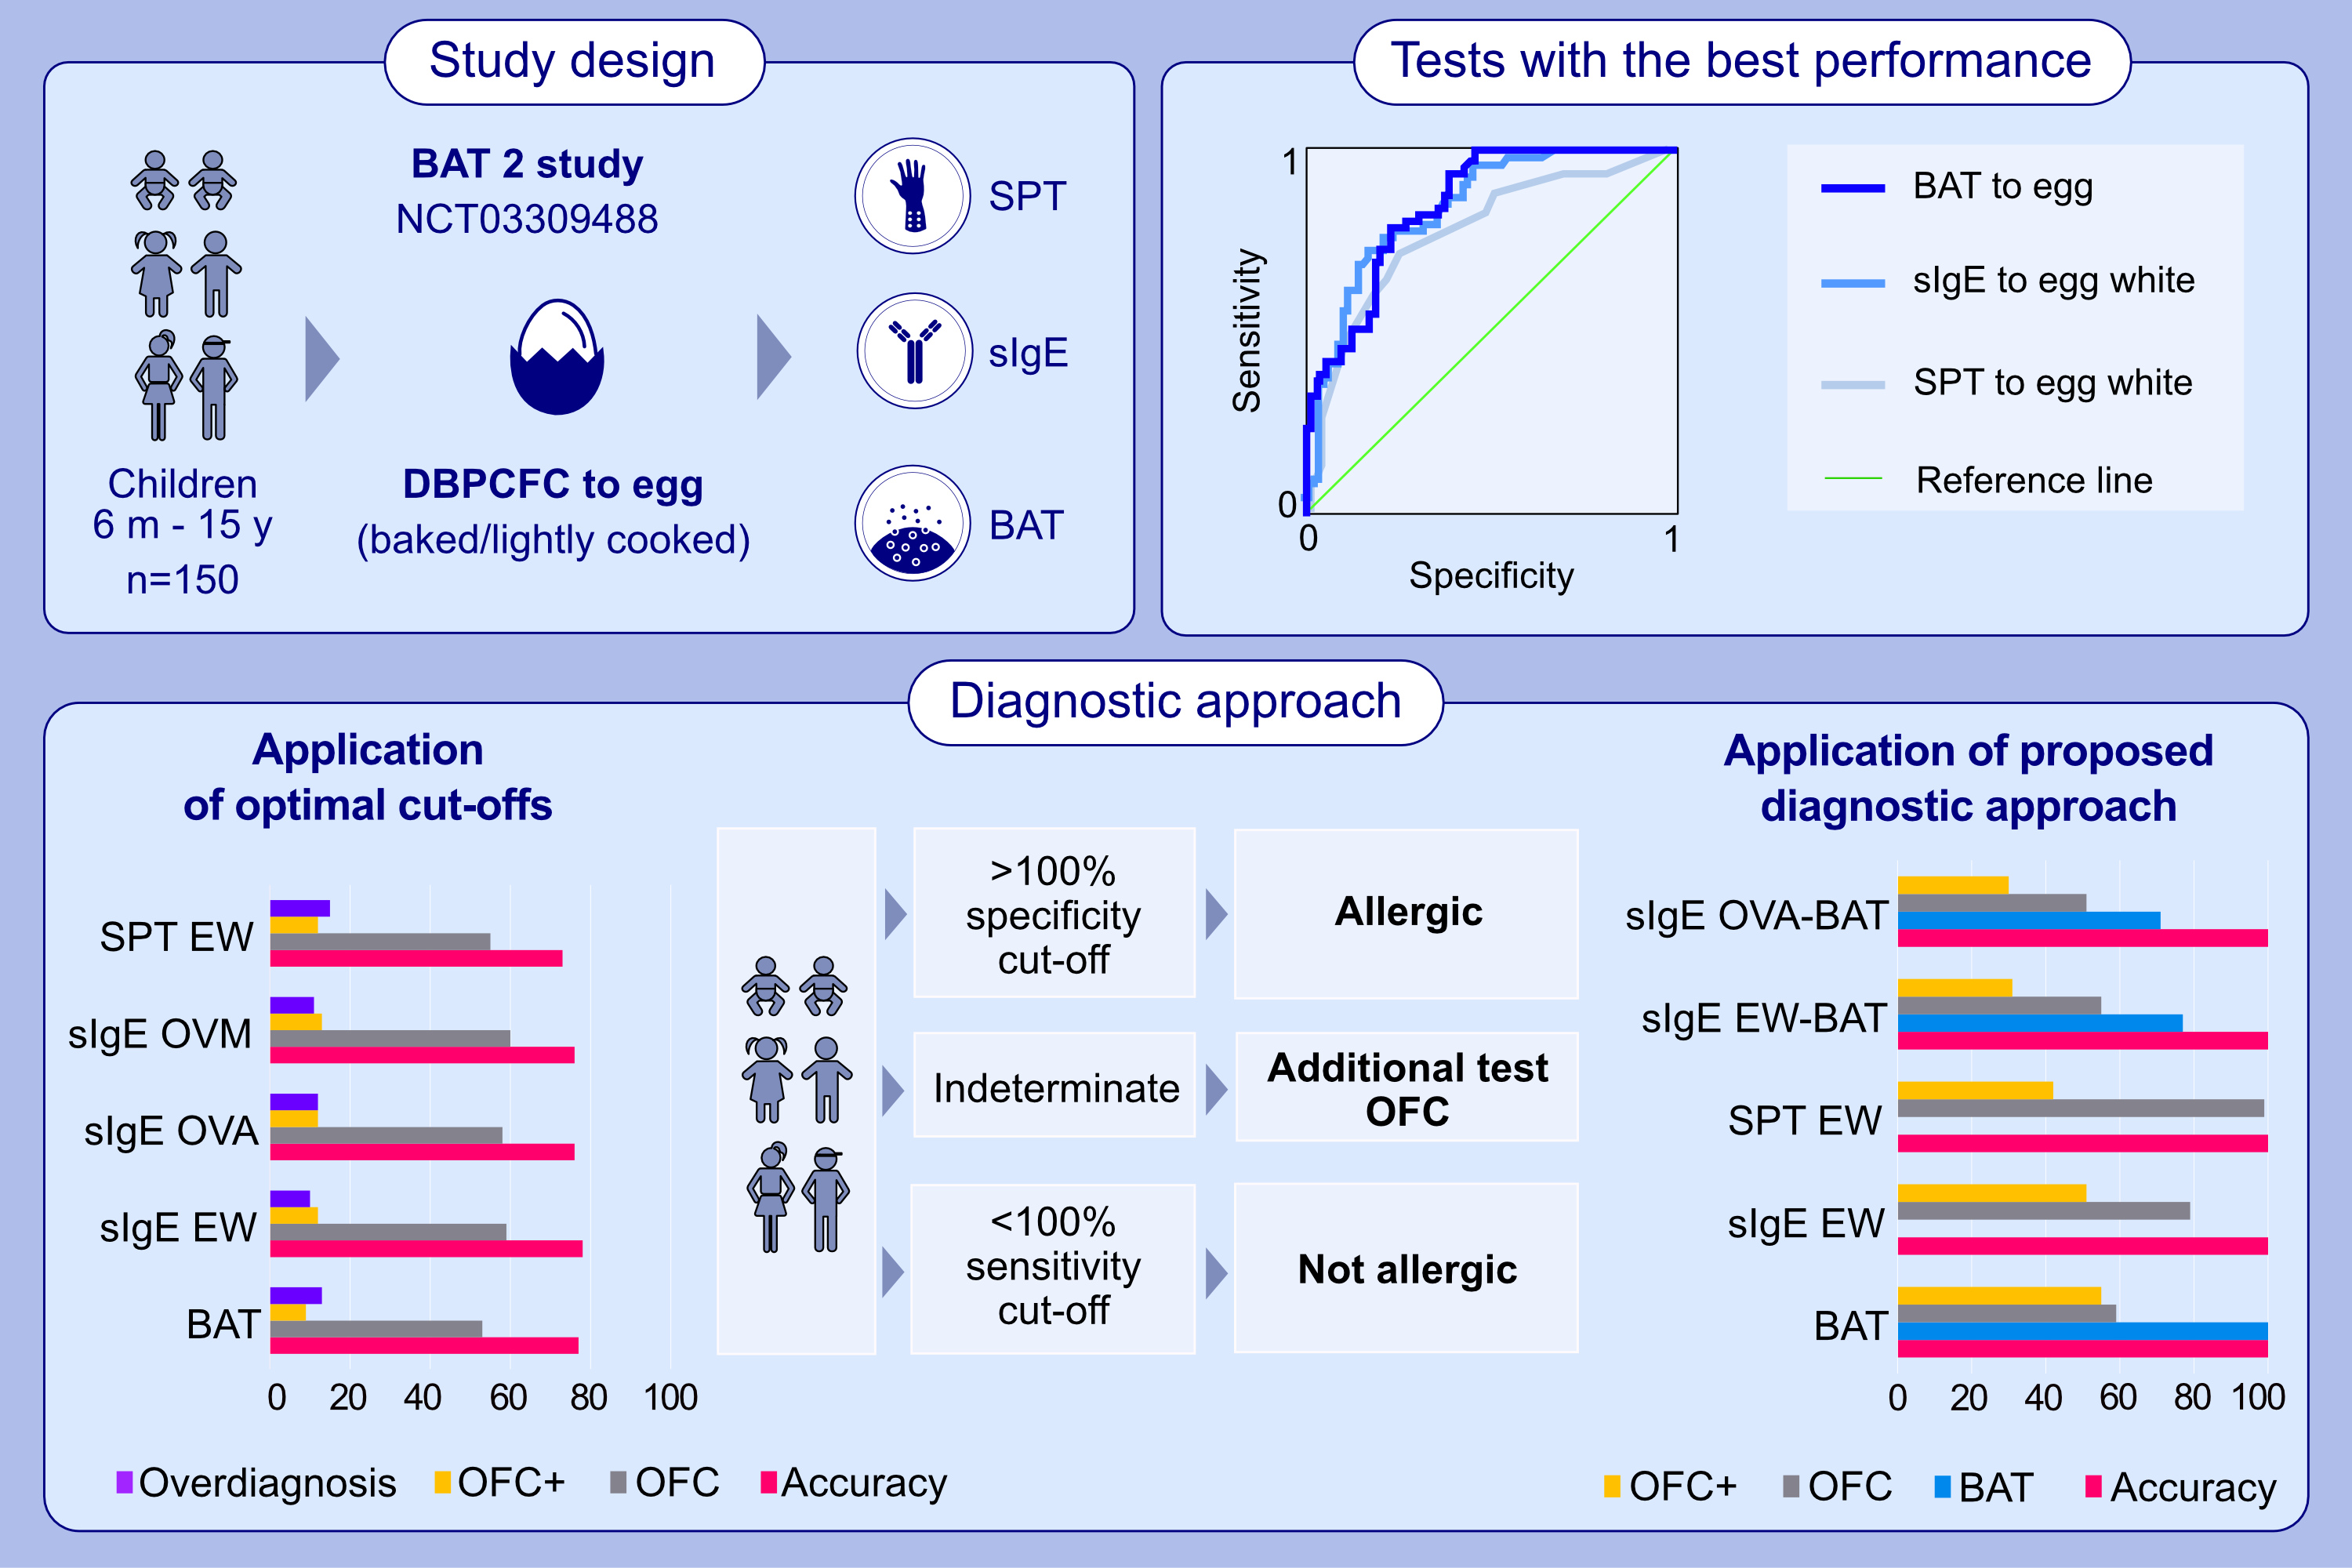 Study design
BAT 2 study
NCT03309488
Children
6 m - 15 y
n=150
DBPCFC to egg
(baked/lightly cooked)
SPT
sIgE
BAT
Tests with the best performance
1
Sensitivity
0
0
1
Specificity
BAT to egg
sIgE to egg white
SPT to egg white
Reference line
Diagnostic approach
Application
of optimal cut-offs
SPT EW
sIgE OVM
sIgE OVA
sIgE EW
BAT
0 20 40 60 80 100
Overdiagnosis OFC+ OFC Accuracy
>100%
specificity
cut-off
Allergic
Indeterminate
Additional test
OFC
<100%
sensitivity
cut-off
Not allergic
Application of proposed
diagnostic approach
sIgE OVA-BAT
sIgE EW-BAT
SPT EW
sIgE EW
BAT
0 20 40 60 80 100
OFC+ OFC BAT Accuracy